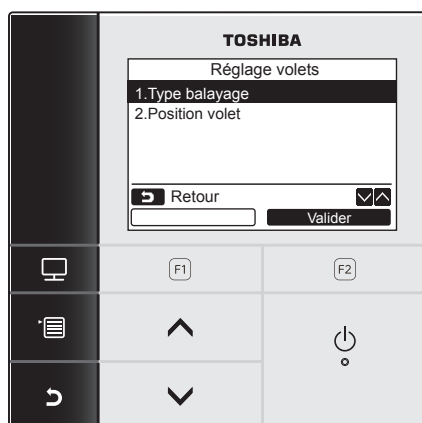 TOSHIBA
Réglage volets
1.Type balayage
2.Position volet
Retour
Valider
F1
F2